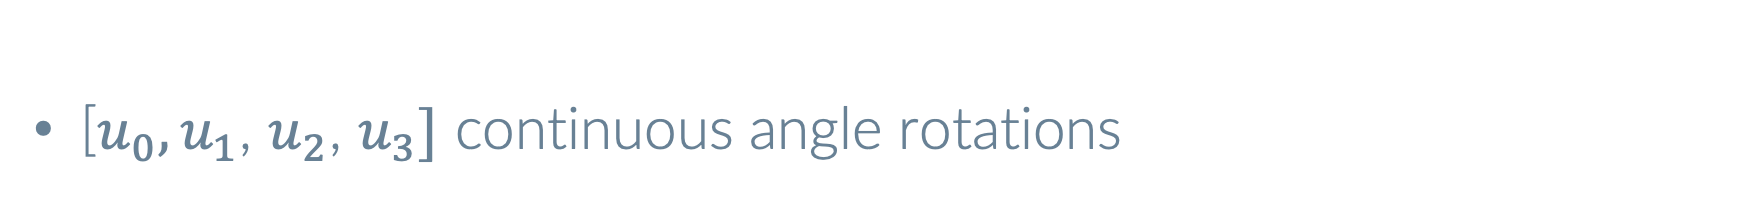 • [u₀, u₁, u₂, u₃] continuous angle rotations